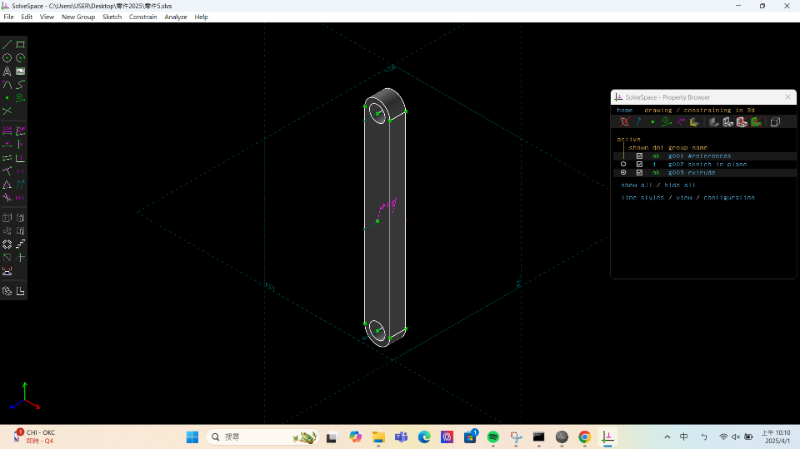 SolveSpace - C:\Users\USER\Desktop\零件2025\零件5.slvs
File Edit View New Group Sketch Constrain Analyze Help
SolveSpace - Property Browser
home drawing / constraining in 3d
active
shown dof group-name
ok g001 #references
1 g002 sketch-in-plane
ok g003 extrude
show all / hide all
line styles / view / configuration
CHI - OKC
即時 - Q4
搜尋
中
上午 10:10
2025/4/1